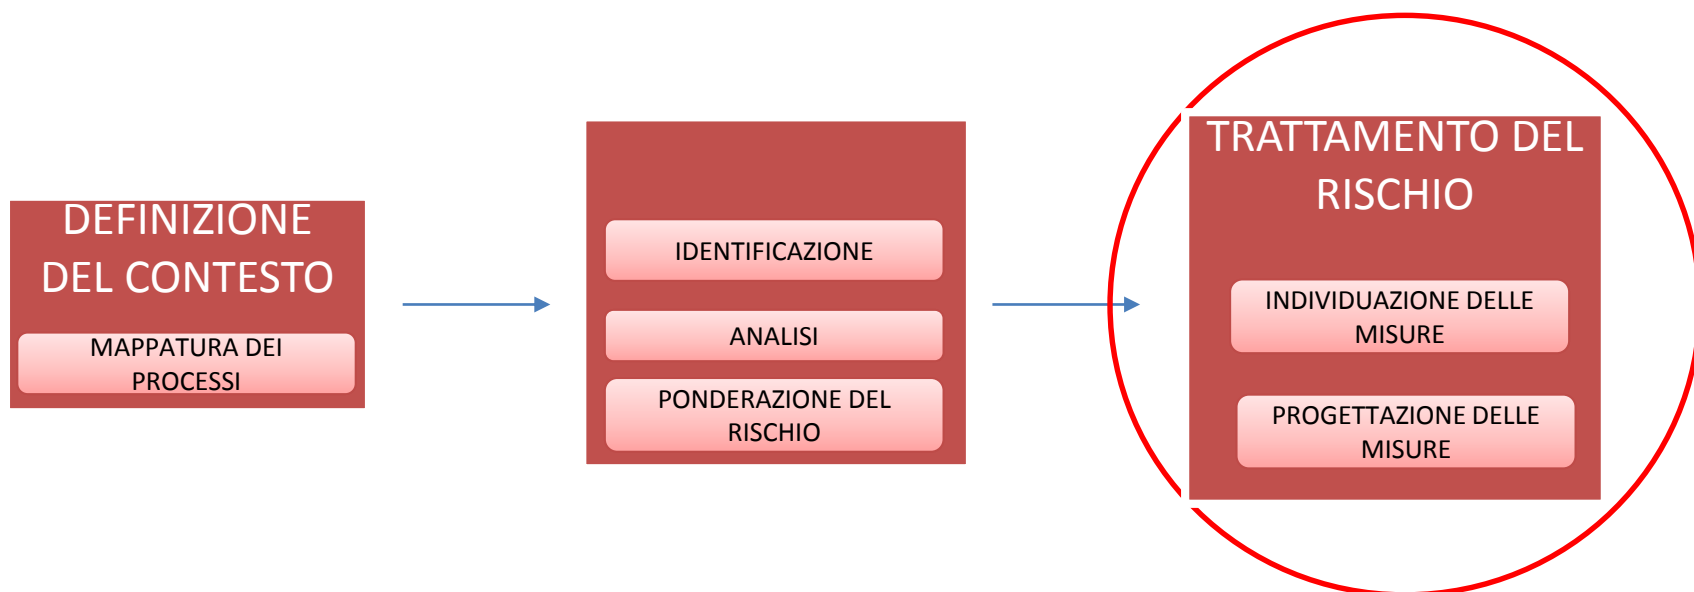 DEFINIZIONE
DEL CONTESTO
MAPPATURA DEI
PROCESSI
IDENTIFICAZIONE
ANALISI
PONDERAZIONE DEL
RISCHIO
TRATTAMENTO DEL
RISCHIO
INDIVIDUAZIONE DELLE
MISURE
PROGETTAZIONE DELLE
MISURE